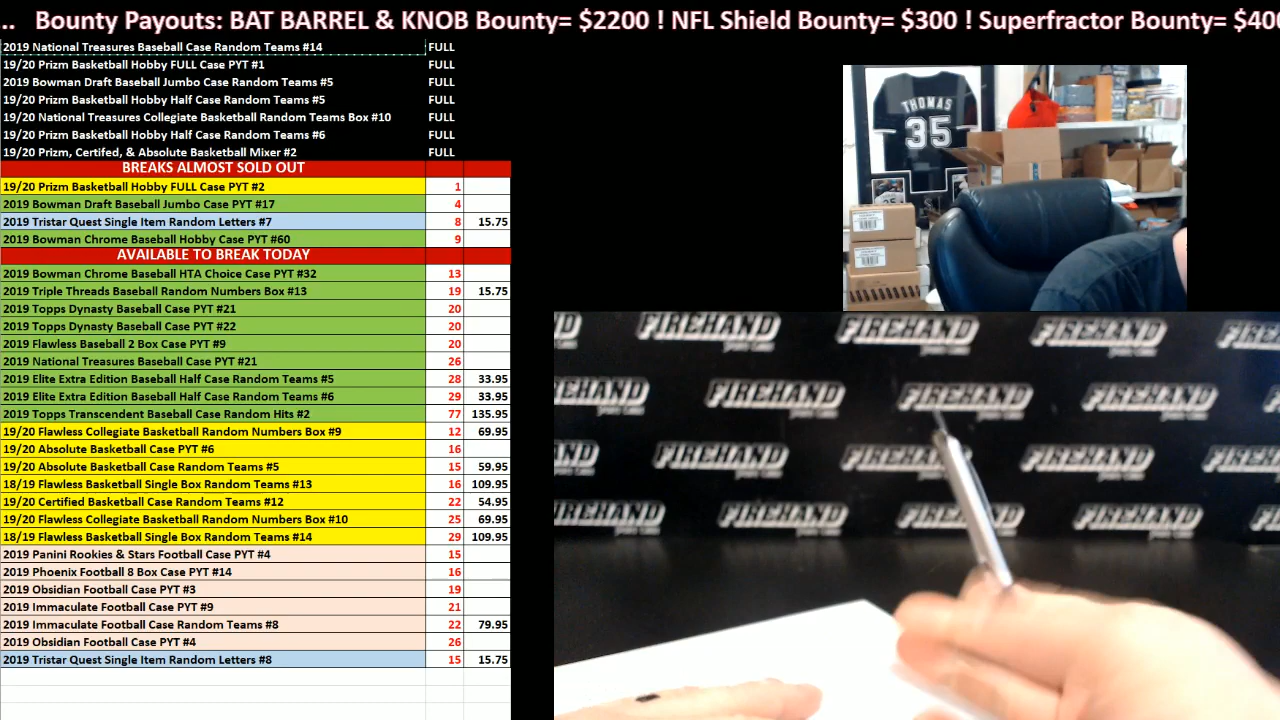 .. Bounty Payouts: BAT BARREL & KNOB Bounty= $2200 ! NFL Shield Bounty= $300 ! Superfractor Bounty= $400
2019 National Treasures Baseball Case Random Teams #14 FULL
19/20 Prizm Basketball Hobby FULL Case PYT #1 FULL
2019 Bowman Draft Baseball Jumbo Case Random Teams #5 FULL
19/20 Prizm Basketball Hobby Half Case Random Teams #5 FULL
19/20 National Treasures Collegiate Basketball Random Teams Box #10 FULL
19/20 Prizm Basketball Hobby Half Case Random Teams #6 FULL
19/20 Prizm, Certifed, & Absolute Basketball Mixer #2 FULL
BREAKS ALMOST SOLD OUT
19/20 Prizm Basketball Hobby FULL Case PYT #2 1
2019 Bowman Draft Baseball Jumbo Case PYT #17 4
2019 Tristar Quest Single Item Random Letters #7 8 15.75
2019 Bowman Chrome Baseball Hobby Case PYT #60 9
AVAILABLE TO BREAK TODAY
2019 Bowman Chrome Baseball HTA Choice Case PYT #32 13
2019 Triple Threads Baseball Random Numbers Box #13 19 15.75
2019 Topps Dynasty Baseball Case PYT #21 20
2019 Topps Dynasty Baseball Case PYT #22 20
2019 Flawless Baseball 2 Box Case PYT #9 20
2019 National Treasures Baseball Case PYT #21 26
2019 Elite Extra Edition Baseball Half Case Random Teams #5 28 33.95
2019 Elite Extra Edition Baseball Half Case Random Teams #6 29 33.95
2019 Topps Transcendent Baseball Case Random Hits #2 77 135.95
19/20 Flawless Collegiate Basketball Random Numbers Box #9 12 69.95
19/20 Absolute Basketball Case PYT #6 16
19/20 Absolute Basketball Case Random Teams #5 15 59.95
18/19 Flawless Basketball Single Box Random Teams #13 16 109.95
19/20 Certified Basketball Case Random Teams #12 22 54.95
19/20 Flawless Collegiate Basketball Random Numbers Box #10 25 69.95
18/19 Flawless Basketball Single Box Random Teams #14 29 109.95
2019 Panini Rookies & Stars Football Case PYT #4 15
2019 Phoenix Football 8 Box Case PYT #14 16
2019 Obsidian Football Case PYT #3 19
2019 Immaculate Football Case PYT #9 21
2019 Immaculate Football Case Random Teams #8 22 79.95
2019 Obsidian Football Case PYT #4 26
2019 Tristar Quest Single Item Random Letters #8 15 15.75
THOMAS
35
FIREHAND FIREHAND FIREHAND
FIREHAND FIREHAND FIREHAND FIREHAND
FIREHAND FIREHAND FIREHAND
FIREHAND FIREHAND FIREHAND FIREHAND